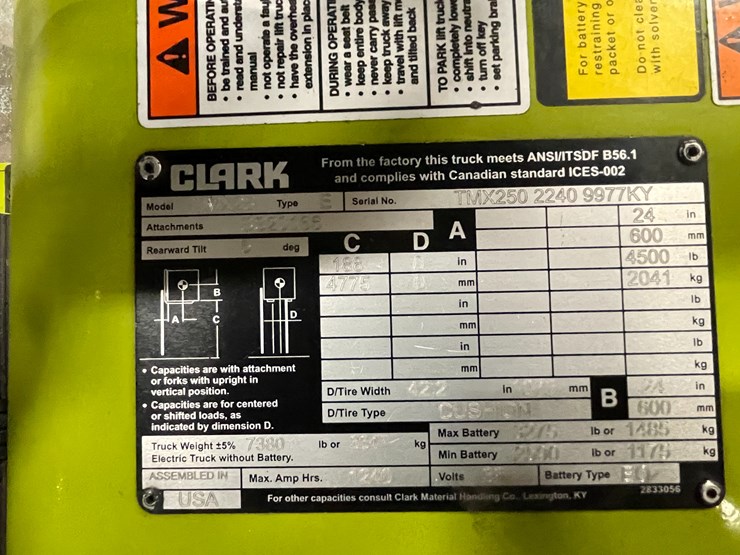 BEFORE OPERATI
• be trained and au
• read and underst
manual
• not operate a fau
• not repair lift truc
• have the overhea
extension in plac
DURING OPERATI
• wear a seat belt
• keep entire body
• never carry pass
• keep truck away
• travel with lift m
and tilted back
TO PARK lift truck
• completely lowe
• shift into neutra
• turn off key
• set parking brak
For battery
restraining
packet or o
Do not clea
with solven
CLARK
From the factory this truck meets ANSI/ITSDF B56.1
and complies with Canadian standard ICES-002
Model Type E Serial No. TMX250 2240 9977KY
Attachments
Rearward Tilt deg
C D A
24 in
600 mm
188 in 4500 lb
4775 mm 2041 kg
in lb
mm kg
in lb
mm kg
B
A C
D
• Capacities are with attachment
or forks with upright in
vertical position.
• Capacities are for centered
or shifted loads, as
indicated by dimension D.
D/Tire Width 42.2 in mm B 24 in
D/Tire Type 600 mm
Truck Weight ±5% 7380 lb or kg
Electric Truck without Battery.
Max Battery lb or 1485 kg
Min Battery lb or 1175 kg
ASSEMBLED IN
USA
Max. Amp Hrs. Volts Battery Type
For other capacities consult Clark Material Handling Co., Lexington, KY 2833056